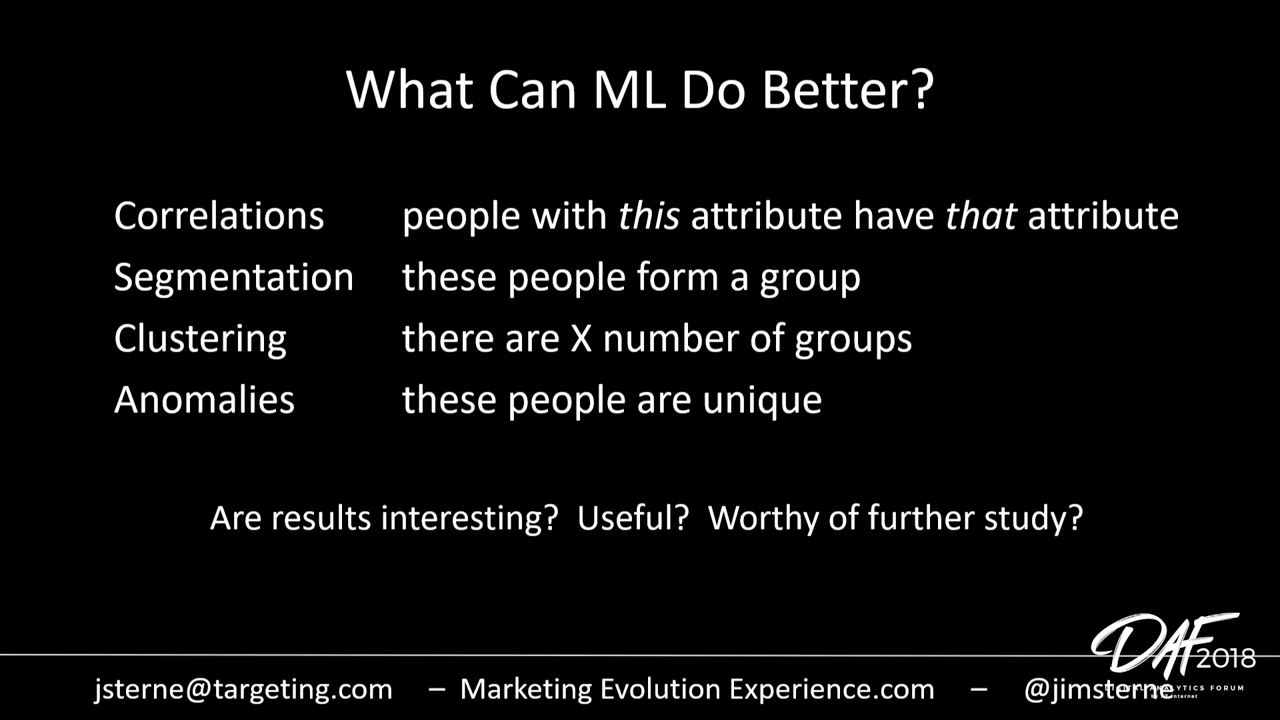 What Can ML Do Better?
Correlations people with this attribute have that attribute
Segmentation these people form a group
Clustering there are X number of groups
Anomalies these people are unique
Are results interesting? Useful? Worthy of further study?
DAF 2018
jsterne@targeting.com – Marketing Evolution Experience.com – @jimsterne
ANALYTICS FORUM